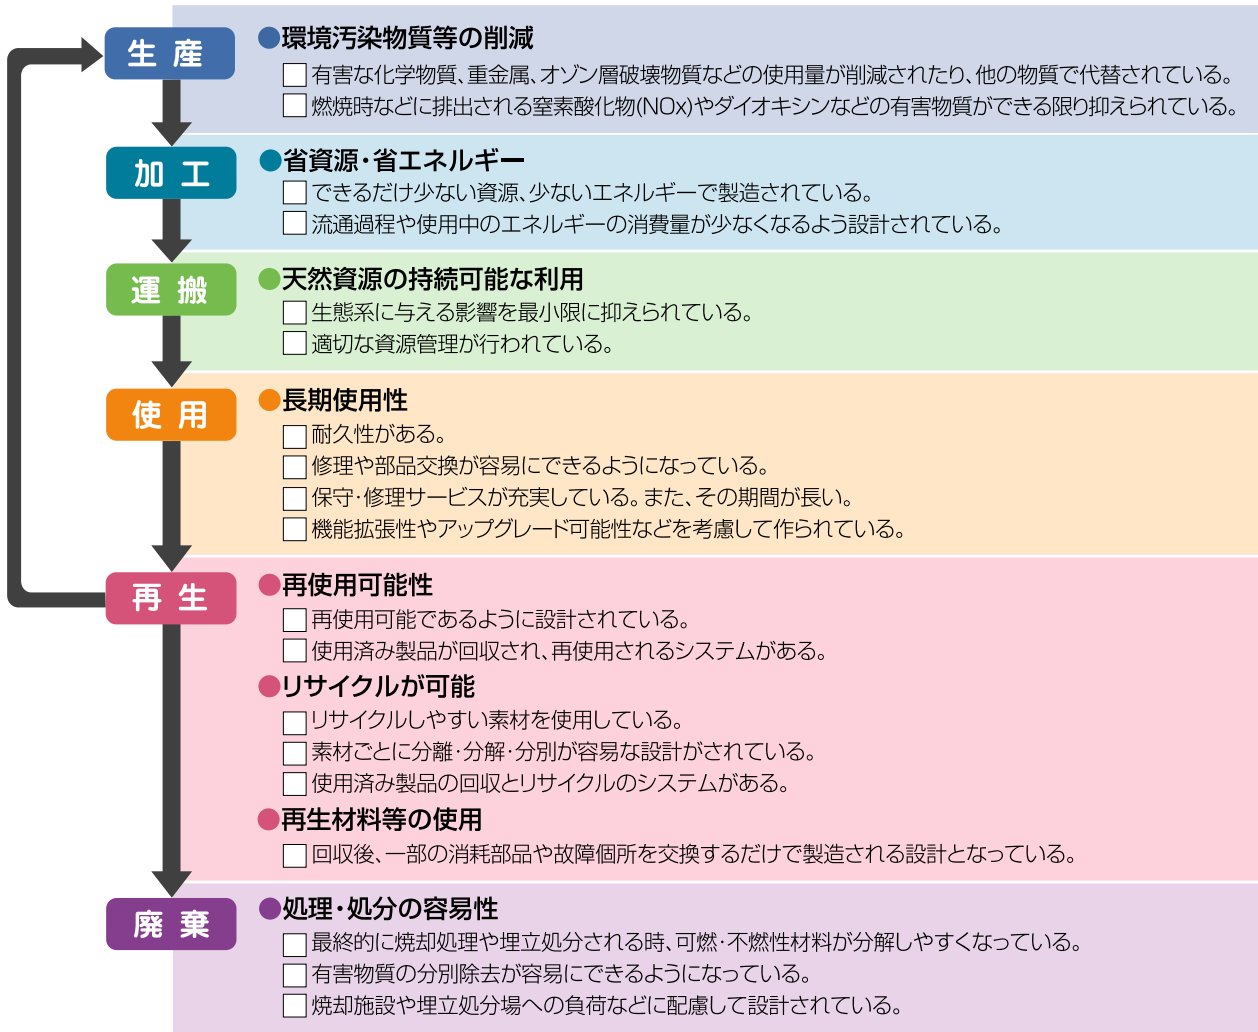 生産
●環境汚染物質等の削減
□有害な化学物質、重金属、オゾン層破壊物質などの使用量が削減されたり、他の物質で代替されている。
□燃焼時などに排出される窒素酸化物(NOx)やダイオキシンなどの有害物質ができる限り抑えられている。
加工
●省資源・省エネルギー
□できるだけ少ない資源、少ないエネルギーで製造されている。
□流通過程や使用中のエネルギーの消費量が少なくなるよう設計されている。
運搬
●天然資源の持続可能な利用
□生態系に与える影響を最小限に抑えられている。
□適切な資源管理が行われている。
使用
●長期使用性
□耐久性がある。
□修理や部品交換が容易にできるようになっている。
□保守・修理サービスが充実している。また、その期間が長い。
□機能拡張性やアップグレード可能性などを考慮して作られている。
再生
●再使用可能性
□再使用可能であるように設計されている。
□使用済み製品が回収され、再使用されるシステムがある。
●リサイクルが可能
□リサイクルしやすい素材を使用している。
□素材ごとに分離・分解・分別が容易な設計がされている。
□使用済み製品の回収とリサイクルのシステムがある。
●再生材料等の使用
□回収後、一部の消耗部品や故障個所を交換するだけで製造される設計となっている。
廃棄
●処理・処分の容易性
□最終的に焼却処理や埋立処分される時、可燃・不燃性材料が分解しやすくなっている。
□有害物質の分別除去が容易にできるようになっている。
□焼却施設や埋立処分場への負荷などに配慮して設計されている。